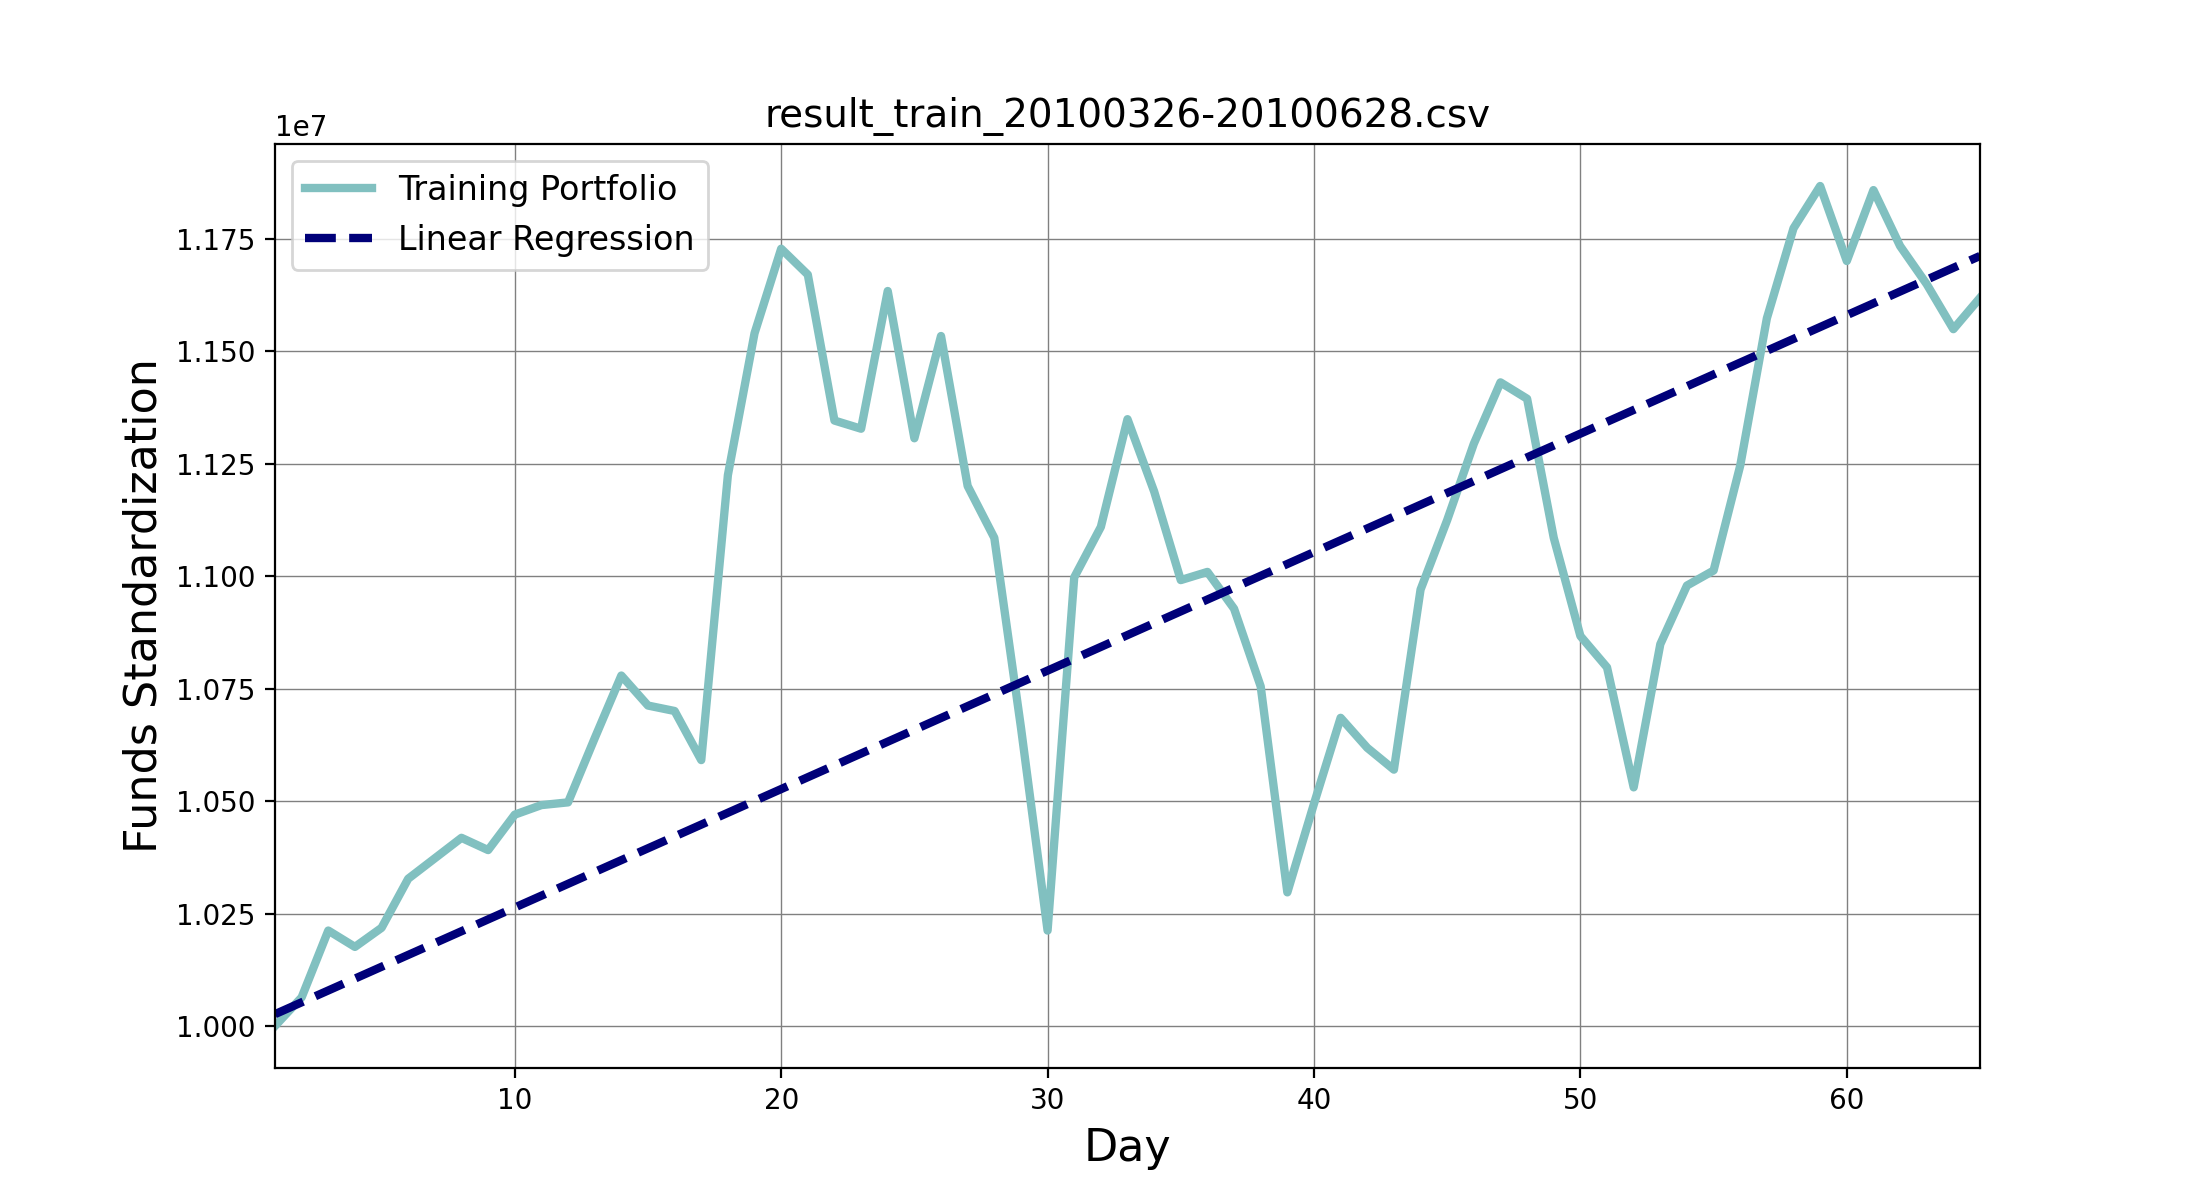 result_train_20100326-20100628.csv
1e7
Training Portfolio
Linear Regression
1.175
1.150
1.125
1.100
1.075
1.050
1.025
1.000
Funds Standardization
10 20 30 40 50 60
Day